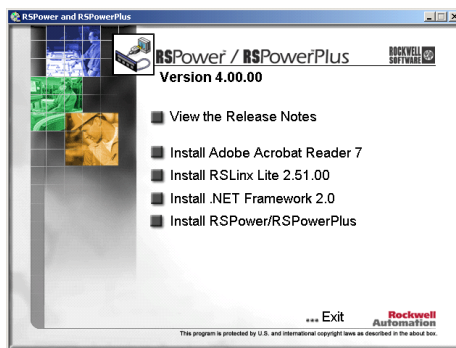 RSPower and RSPowerPlus
RSPower / RSPowerPlus
ROCKWELL
SOFTWARE
Version 4.00.00
View the Release Notes
Install Adobe Acrobat Reader 7
Install RSLinx Lite 2.51.00
Install .NET Framework 2.0
Install RSPower/RSPowerPlus
... Exit
Rockwell
Automation
This program is protected by U.S. and international copyright laws as described in the about box.